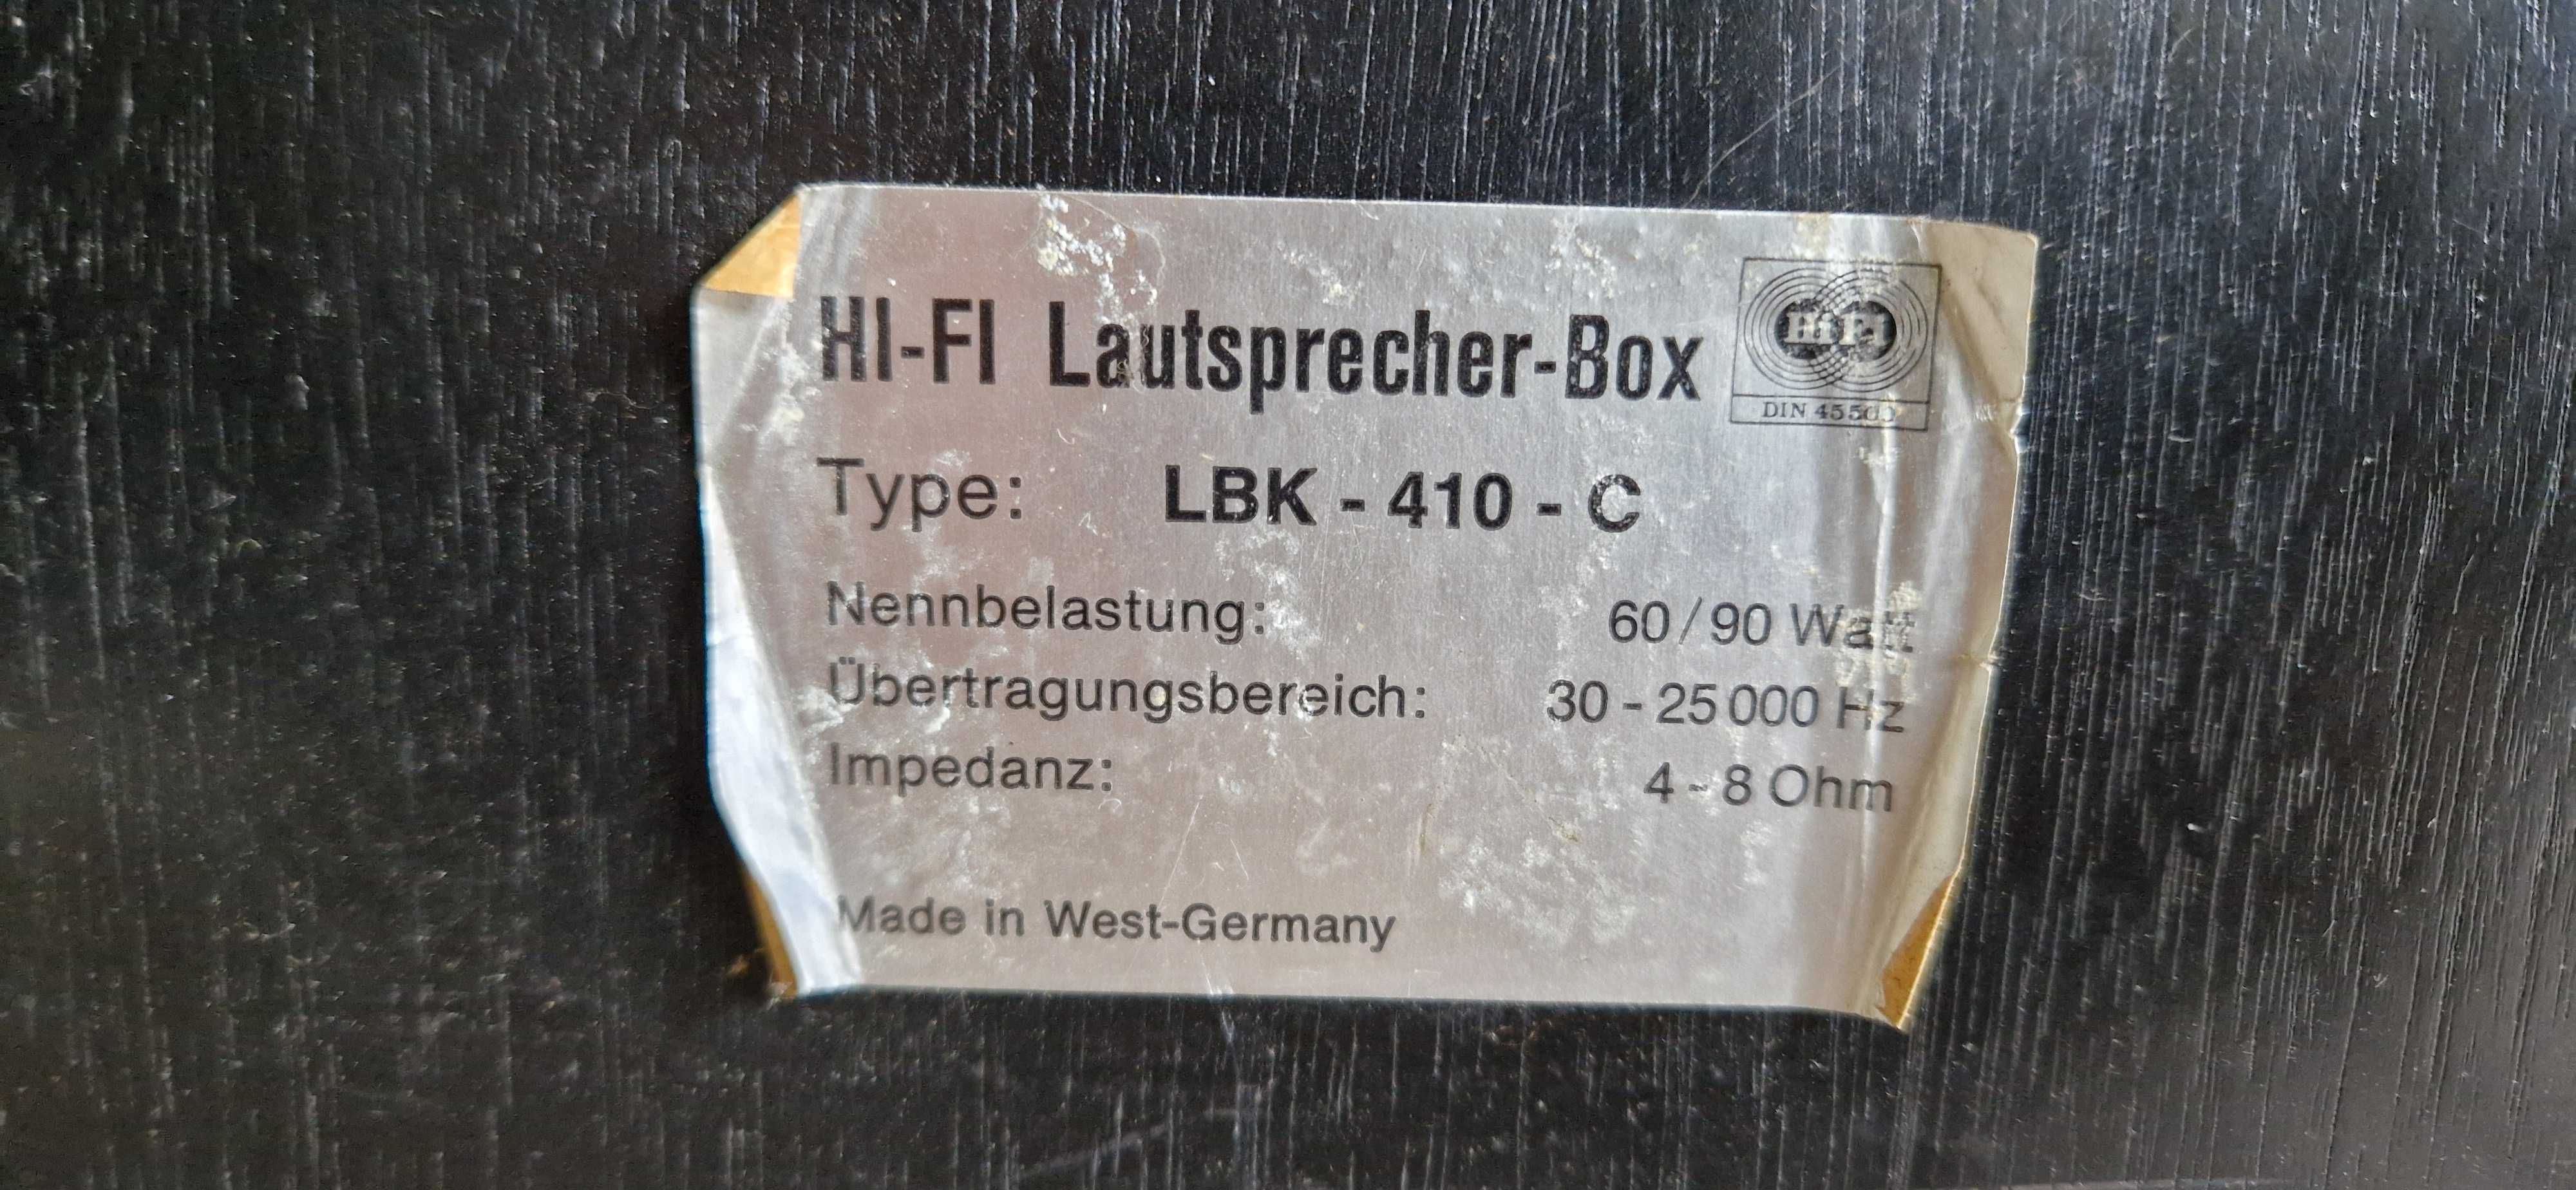 HI-FI Lautsprecher-Box
Hi Fi
DIN 45500
Type: LBK - 410 - C
Nennbelastung: 60/90 Watt
Übertragungsbereich: 30 - 25 000 Hz
Impedanz: 4 - 8 Ohm
Made in West-Germany